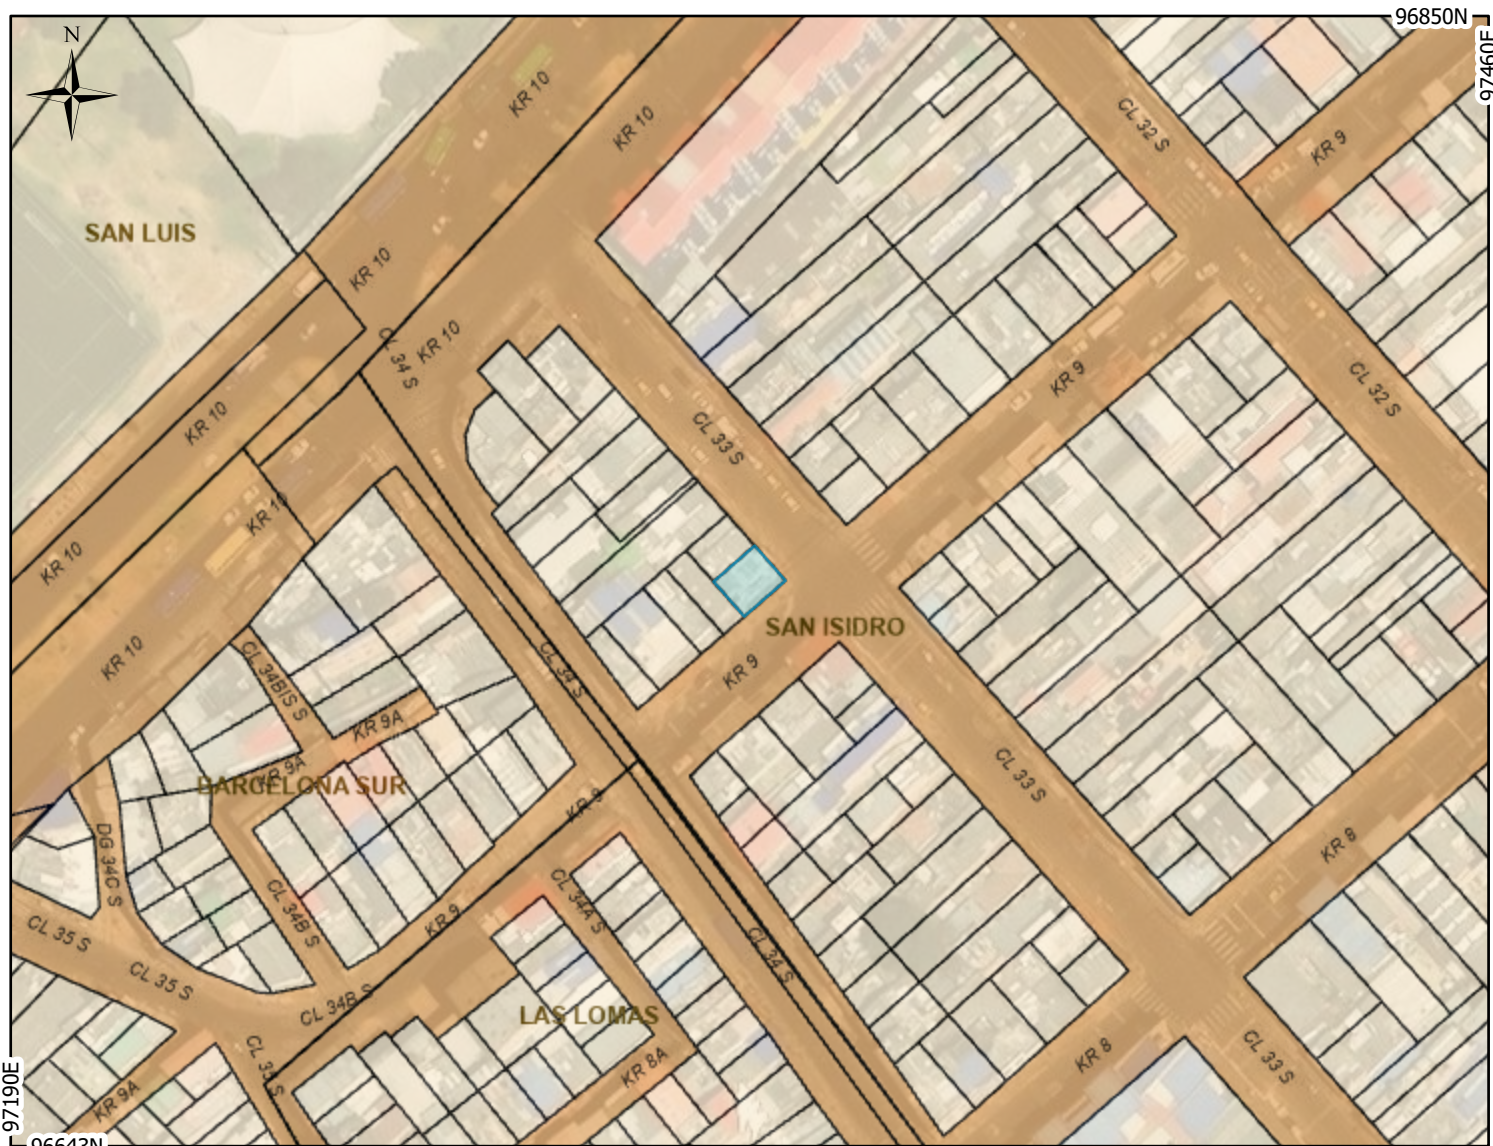 96850N
97460E
N
KR 10
KR 10
CL 32 S
KR 9
SAN LUIS
KR 10
CL 34 S
KR 10
KR 9
CL 32 S
KR 10
CL 33 S
KR 10
KR 10
SAN ISIDRO
KR 10
CL 34BIS S
CL 34 S
KR 9
KR 9A
KR 9A
BARCELONA SUR
CL 33 S
KR 9
DG 34C S
KR 8
CL 34B S
CL 34A S
KR 9
CL 35 S
CL 34 S
CL 35 S
CL 34B S
LAS LOMAS
CL 35 S
KR 8A
KR 8
CL 33 S
KR 9A
97190E
96643N